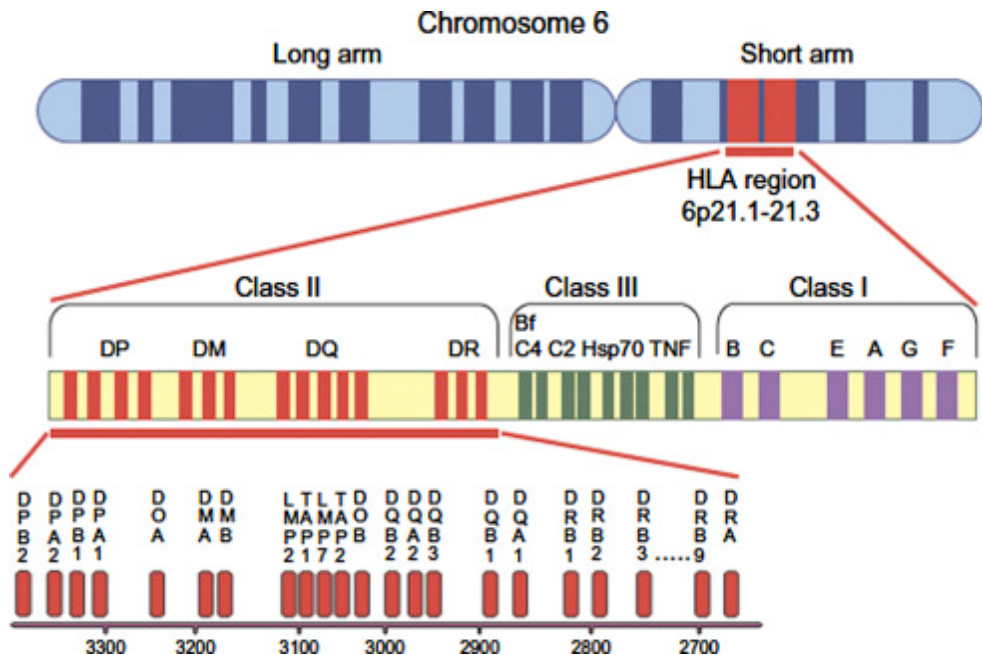 Chromosome 6
Long arm
Short arm
HLA region
6p21.1-21.3
Class II
Class III
Class I
Bf
DP DM DQ DR C4 C2 Hsp70 TNF B C E A G F
DPB2 DPA2 DPB1 DPA1 DOA DMA DMB LMP2 TAP1 LMP7 TAP2 DOB DQB2 DQA2 DQB3 DQB1 DQA1 DRB1 DRB2 DRB3 ..... DRB9 DRA
3300 3200 3100 3000 2900 2800 2700